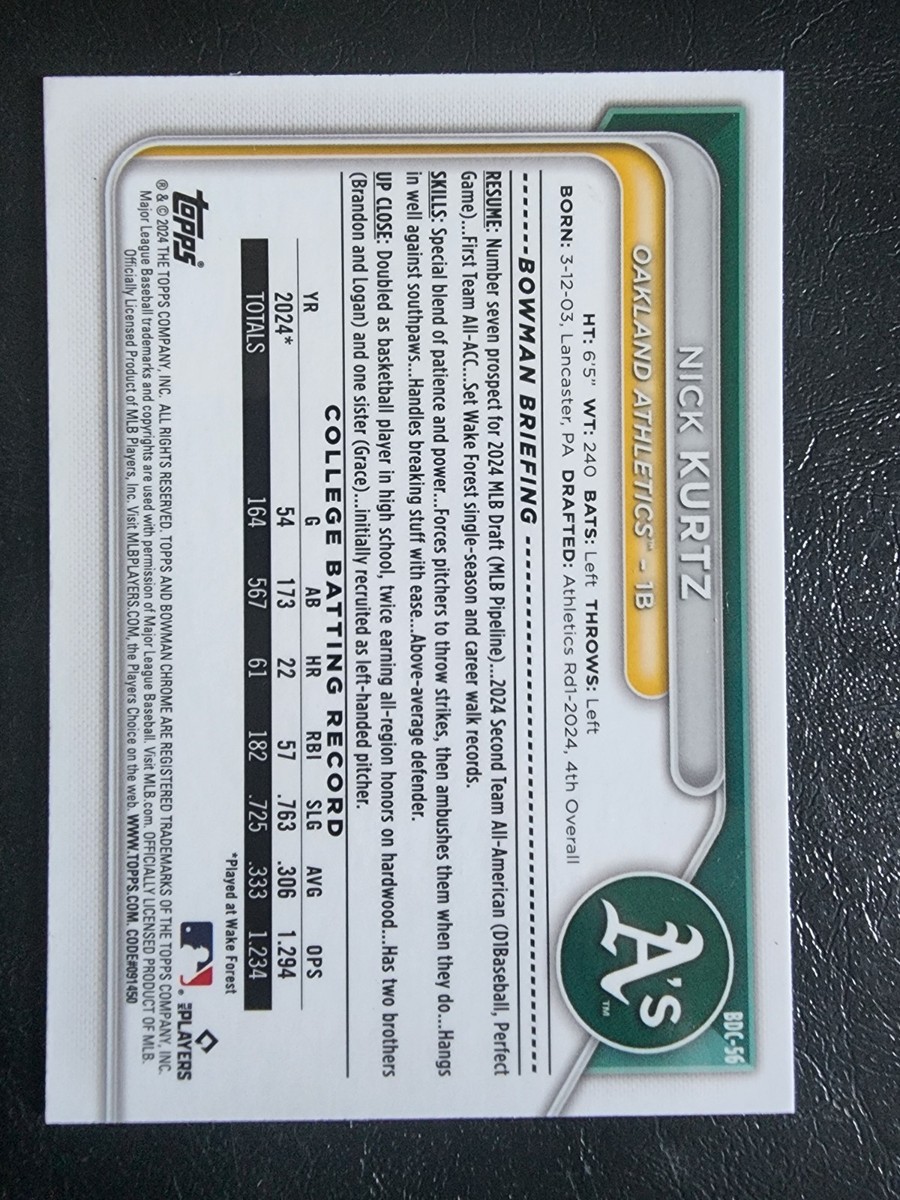 BDC-56
NICK KURTZ
OAKLAND ATHLETICS™ - 1B
A's™
HT: 6'5" WT: 240 BATS: Left THROWS: Left
BORN: 3-12-03, Lancaster, PA DRAFTED: Athletics Rd1-2024, 4th Overall
BOWMAN BRIEFING
RESUME: Number seven prospect for 2024 MLB Draft (MLB Pipeline)...2024 Second Team All-American (D1Baseball, Perfect
Game)...First Team All-ACC...Set Wake Forest single-season and career walk records.
SKILLS: Special blend of patience and power...Forces pitchers to throw strikes, then ambushes them when they do...Hangs
in well against southpaws...Handles breaking stuff with ease...Above-average defender.
UP CLOSE: Doubled as basketball player in high school, twice earning all-region honors on hardwood...Has two brothers
(Brandon and Logan) and one sister (Grace)...initially recruited as left-handed pitcher.
COLLEGE BATTING RECORD
YR G AB HR RBI SLG AVG OPS
2024* 54 173 22 57 .763 .306 1.294
TOTALS 164 567 61 182 .725 .333 1.234
*Played at Wake Forest
topps®
MLB PLAYERS
® & © 2024 THE TOPPS COMPANY, INC. ALL RIGHTS RESERVED. TOPPS AND BOWMAN CHROME ARE REGISTERED TRADEMARKS OF THE TOPPS COMPANY, INC.
Major League Baseball trademarks and copyrights are used with permission of Major League Baseball. Visit MLB.com. OFFICIALLY LICENSED PRODUCT OF MLB.
Officially Licensed Product of MLB Players, Inc. Visit MLBPLAYERS.COM, the Players Choice on the web. WWW.TOPPS.COM. CODE#091450